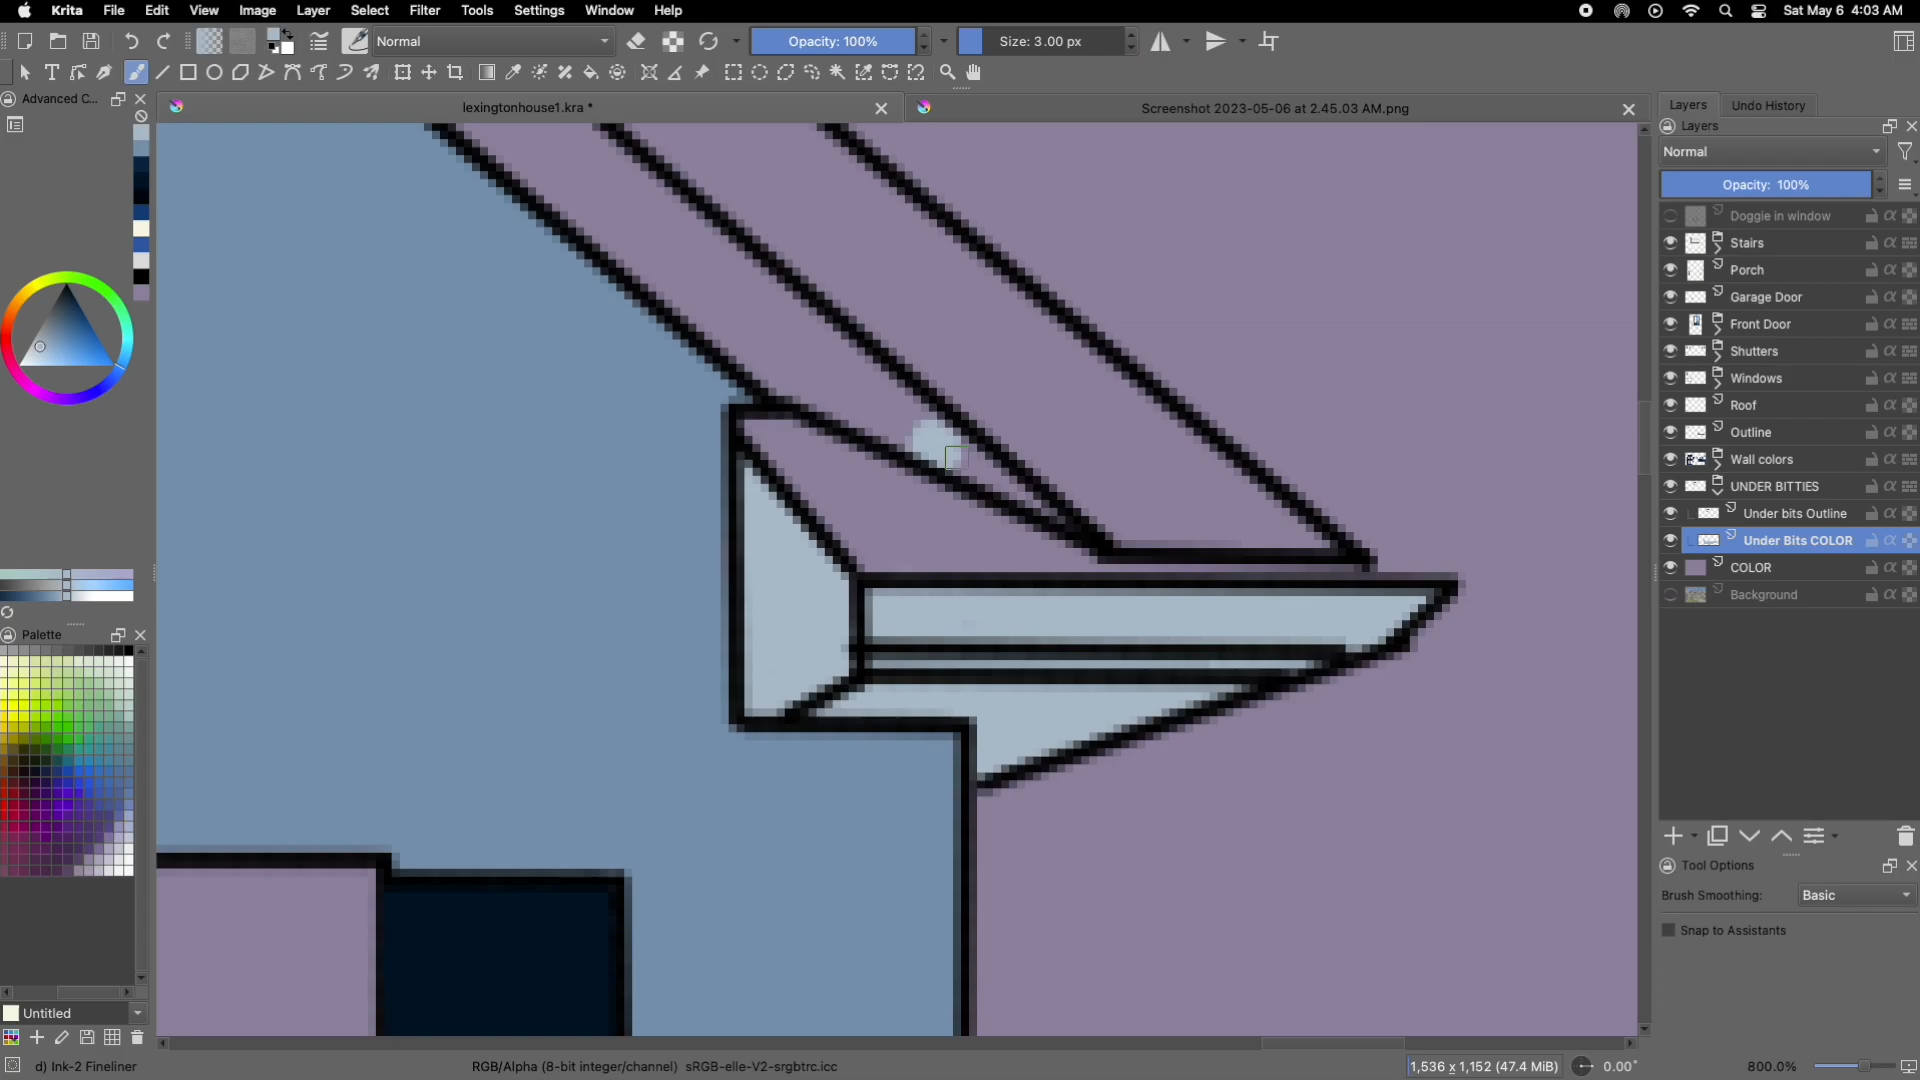 Krita File Edit View Image Layer Select Filter Tools Settings Window Help Sat May 6 4:03 AM
Normal Opacity: 100% Size: 3.00 px
Advanced C...
lexingtonhouse1.kra *
Screenshot 2023-05-06 at 2.45.03 AM.png
Layers Undo History
Layers
Normal
Opacity: 100%
Doggie in window
Stairs
Porch
Garage Door
Front Door
Shutters
Windows
Roof
Outline
Wall colors
UNDER BITTIES
Under bits Outline
Under Bits COLOR
COLOR
Background
Palette
Tool Options
Brush Smoothing: Basic
Snap to Assistants
Untitled
d) Ink-2 Fineliner
RGB/Alpha (8-bit integer/channel) sRGB-elle-V2-srgbtrc.icc
1,536 x 1,152 (47.4 MiB)
0.00°
800.0%